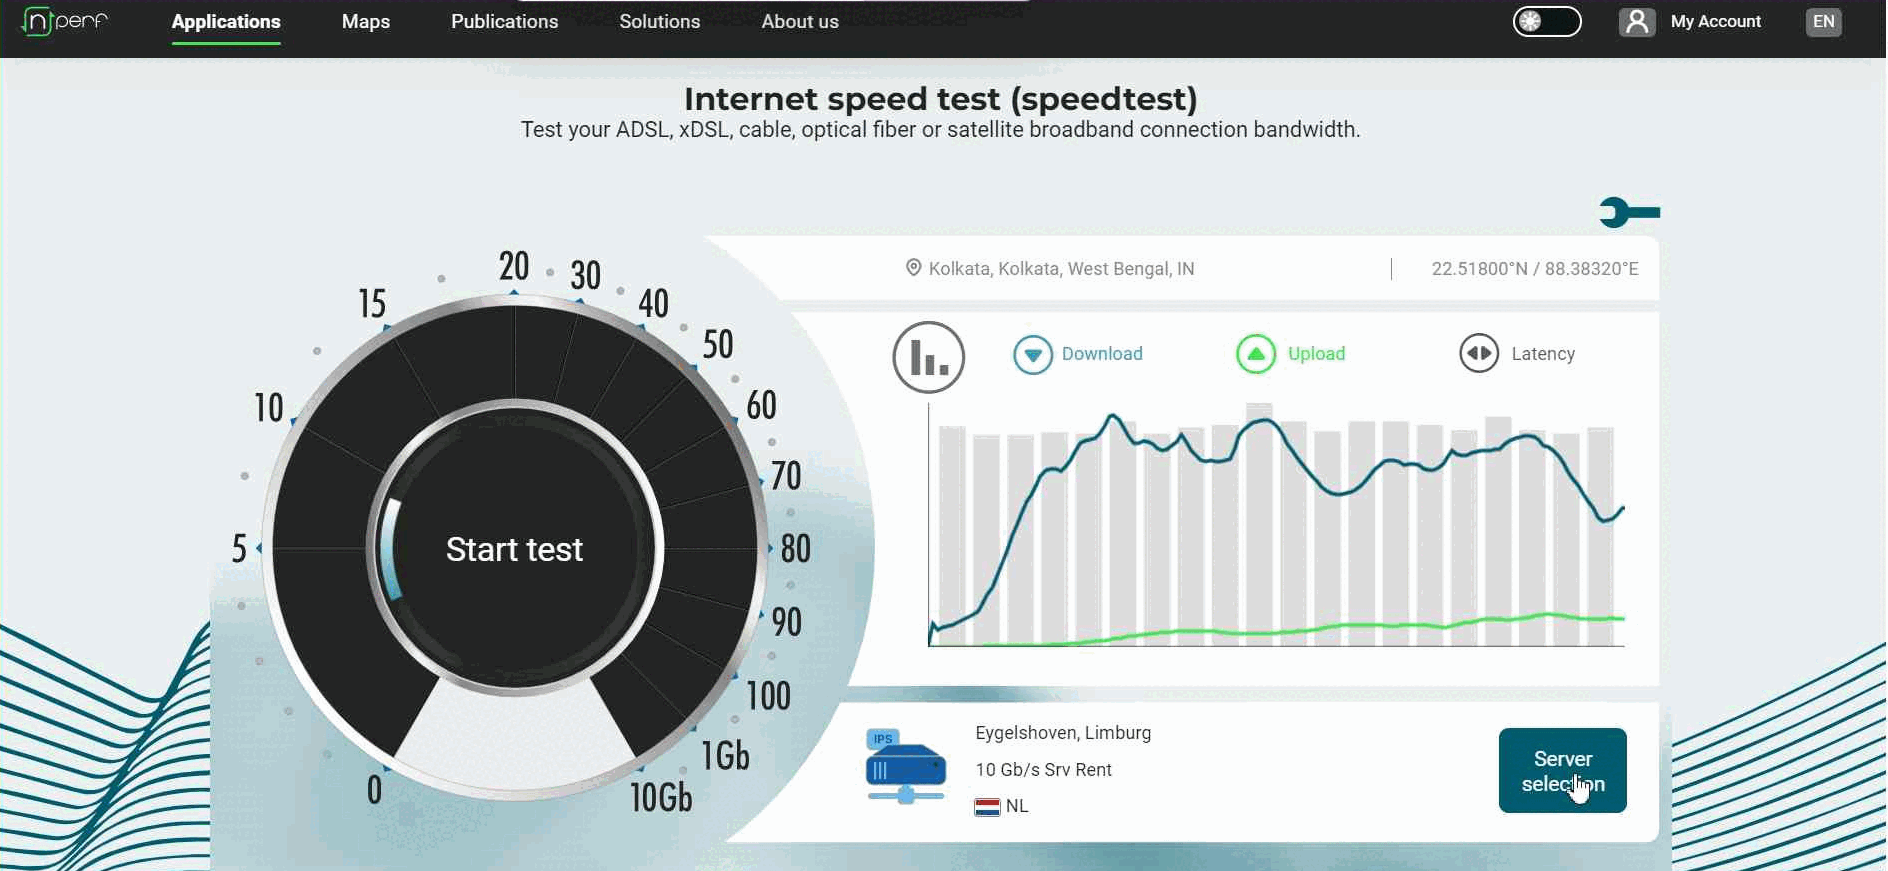 nperf
Applications
Maps
Publications
Solutions
About us
My Account
EN
Internet speed test (speedtest)
Test your ADSL, xDSL, cable, optical fiber or satellite broadband connection bandwidth.
Kolkata, Kolkata, West Bengal, IN
22.51800°N / 88.38320°E
0
5
10
15
20
30
40
50
60
70
80
90
100
1Gb
10Gb
Start test
Download
Upload
Latency
IPS
Eygelshoven, Limburg
10 Gb/s Srv Rent
NL
Server
selection